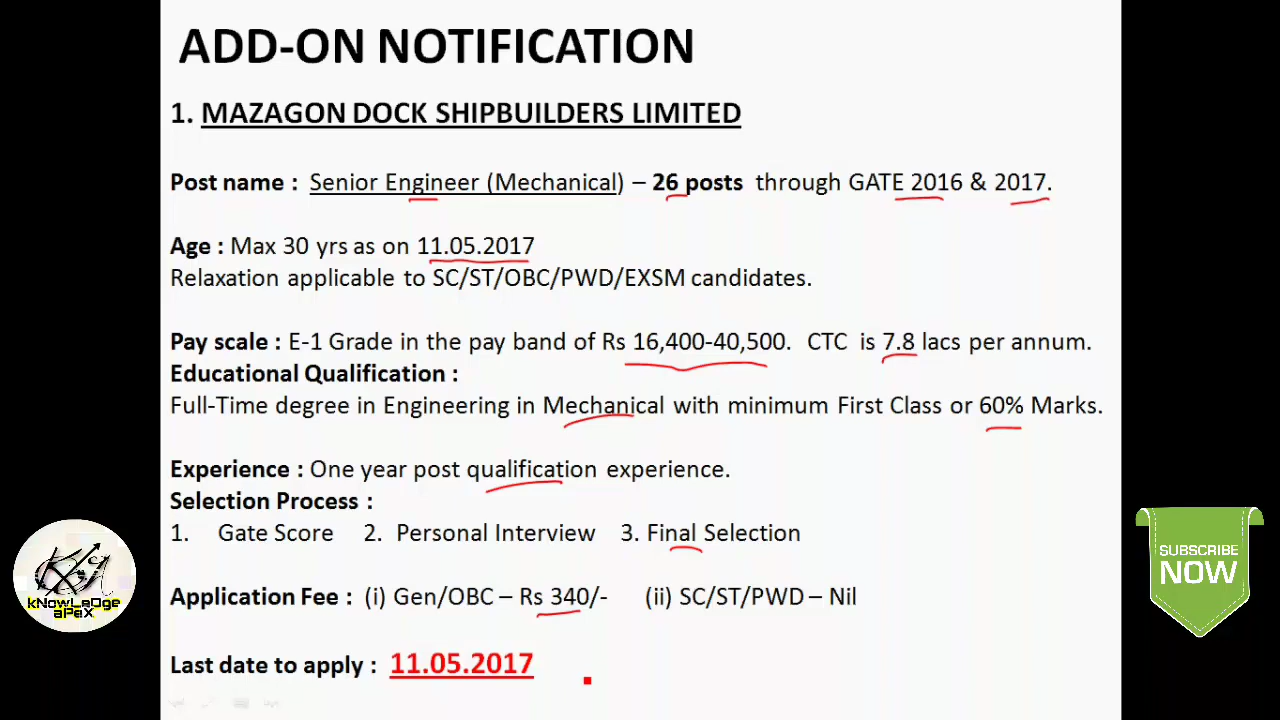 ADD-ON NOTIFICATION
1. MAZAGON DOCK SHIPBUILDERS LIMITED
Post name : Senior Engineer (Mechanical) – 26 posts through GATE 2016 & 2017.
Age : Max 30 yrs as on 11.05.2017
Relaxation applicable to SC/ST/OBC/PWD/EXSM candidates.
Pay scale : E-1 Grade in the pay band of Rs 16,400-40,500. CTC is 7.8 lacs per annum.
Educational Qualification :
Full-Time degree in Engineering in Mechanical with minimum First Class or 60% Marks.
Experience : One year post qualification experience.
Selection Process :
1. Gate Score 2. Personal Interview 3. Final Selection
Application Fee : (i) Gen/OBC – Rs 340/- (ii) SC/ST/PWD – Nil
Last date to apply : 11.05.2017
kNowLaDge
aPeX
SUBSCRIBE
NOW